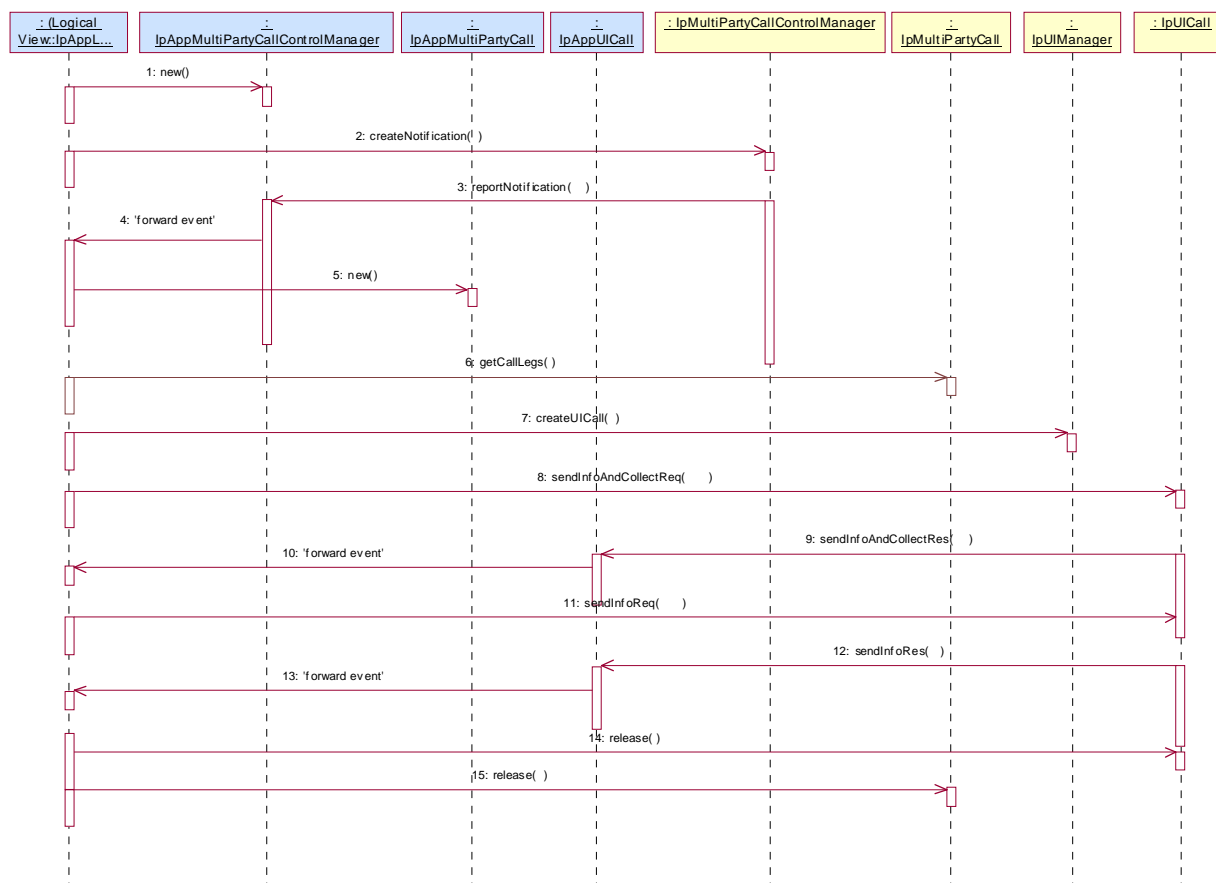 : (Logical
View::IpAppL...
:
IpAppMultiPartyCallControlManager
:
IpAppMultiPartyCall
:
IpAppUICall
: IpMultiPartyCallControlManager
:
IpMultiPartyCall
:
IpUIManager
: IpUICall
1: new()
2: createNotification( )
3: reportNotification( )
4: 'forward event'
5: new()
6: getCallLegs( )
7: createUICall( )
8: sendInfoAndCollectReq( )
9: sendInfoAndCollectRes( )
10: 'forward event'
11: sendInfoReq( )
12: sendInfoRes( )
13: 'forward event'
14: release( )
15: release( )